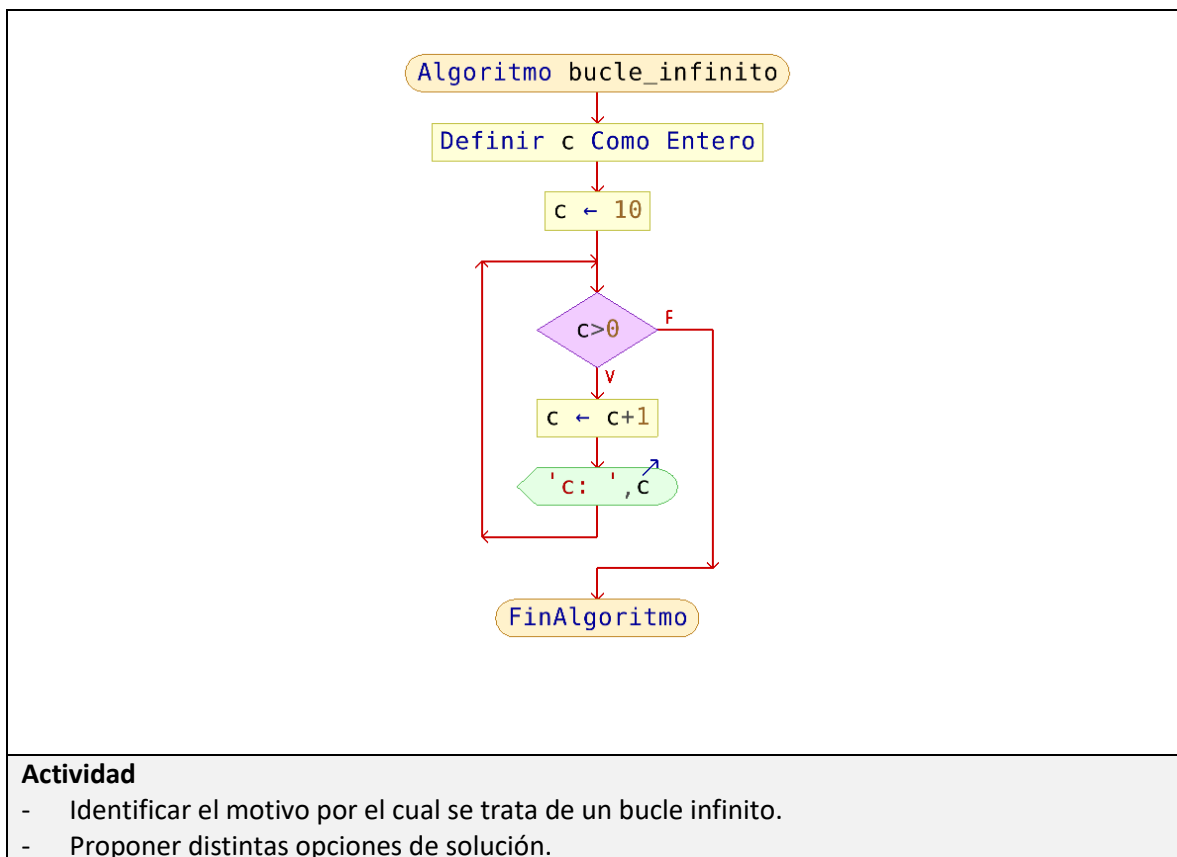 Algoritmo bucle_infinito
Definir c Como Entero
c ← 10
c>0
F
V
c ← c+1
'c: ',c
FinAlgoritmo
Actividad
- Identificar el motivo por el cual se trata de un bucle infinito.
- Proponer distintas opciones de solución.